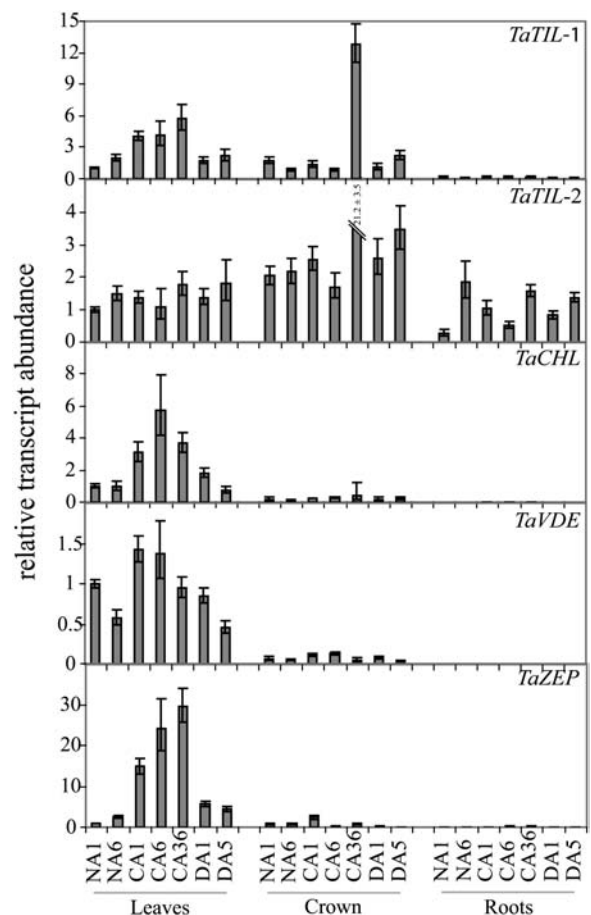 relative transcript abundance
TaTIL-1
15
12
9
6
3
0
TaTIL-2
21.2 ± 3.5
4
3
2
1
0
TaCHL
8
6
4
2
0
TaVDE
1.5
1
0.5
0
TaZEP
30
20
10
0
NA1 NA6 CA1 CA6 CA36 DA1 DA5 NA1 NA6 CA1 CA6 CA36 DA1 DA5 NA1 NA6 CA1 CA6 CA36 DA1 DA5
Leaves Crown Roots